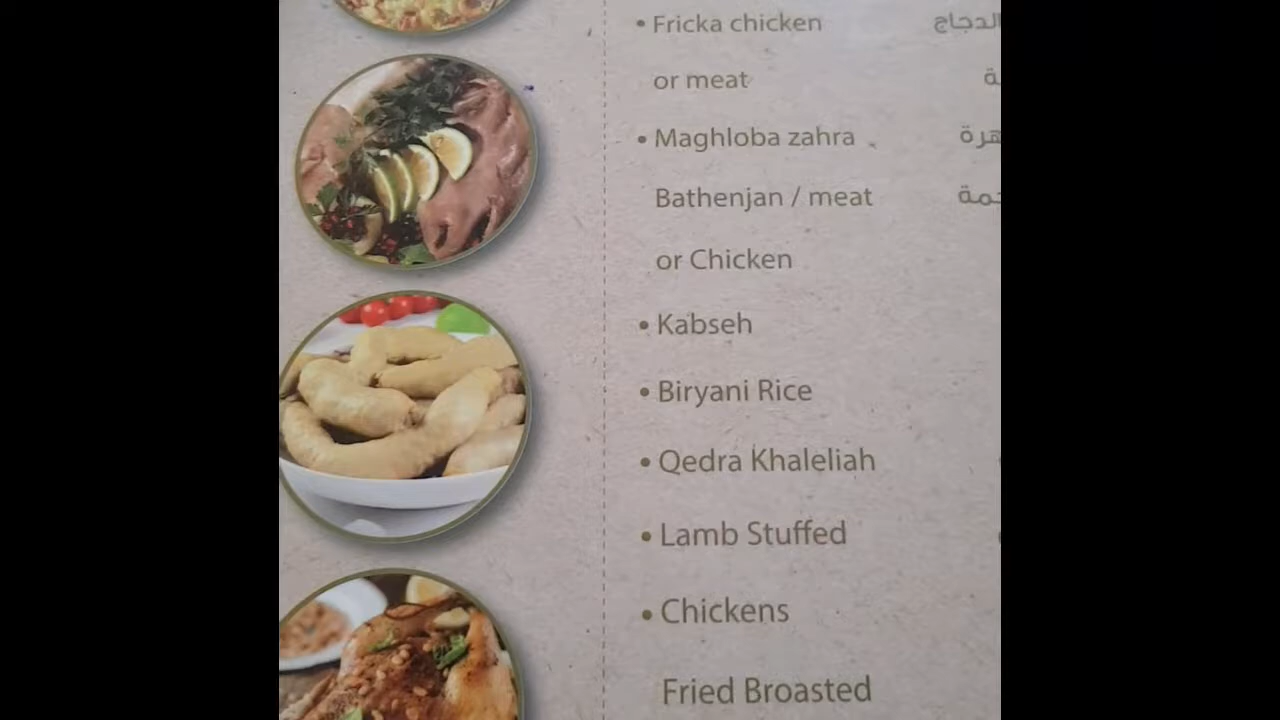 • Fricka chicken الدجاج
or meat
• Maghloba zahra
Bathenjan / meat
or Chicken
• Kabseh
• Biryani Rice
• Qedra Khaleliah
• Lamb Stuffed
• Chickens
Fried Broasted